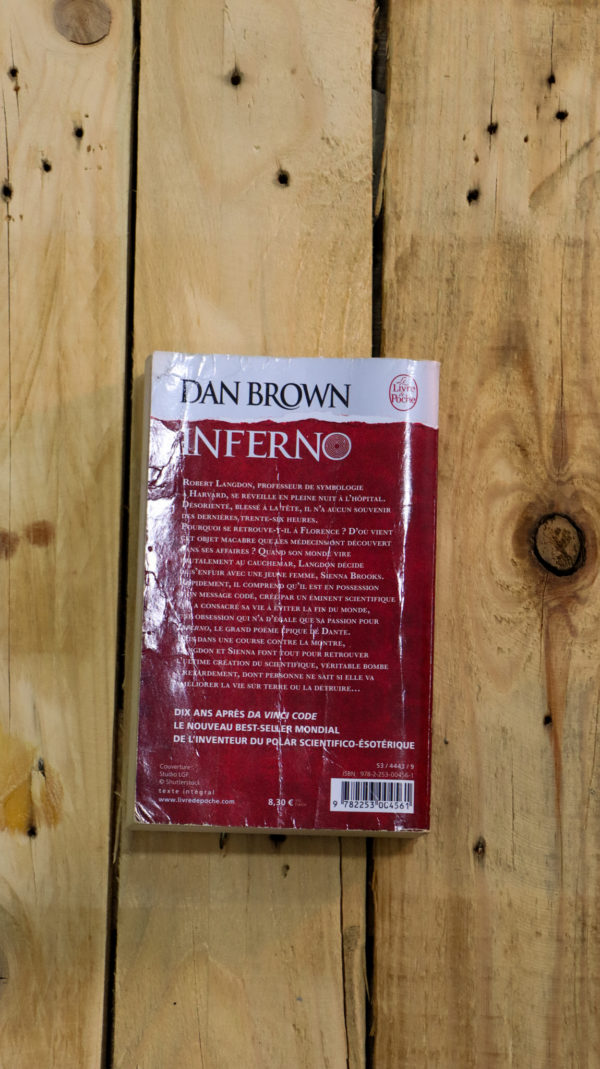 DAN BROWN
Le
Livre
de
Poche
INFERNO
ROBERT LANGDON, PROFESSEUR DE SYMBOLOGIE
À HARVARD, SE RÉVEILLE EN PLEINE NUIT À L'HÔPITAL.
DÉSORIENTÉ, BLESSÉ À LA TÊTE, IL N'A AUCUN SOUVENIR
DES DERNIÈRES TRENTE-SIX HEURES.
POURQUOI SE RETROUVE-T-IL À FLORENCE ? D'OÙ VIENT
CET OBJET MACABRE QUE LES MÉDECINS ONT DÉCOUVERT
DANS SES AFFAIRES ? QUAND SON MONDE VIRE
BRUTALEMENT AU CAUCHEMAR, LANGDON DÉCIDE
DE S'ENFUIR AVEC UNE JEUNE FEMME, SIENNA BROOKS.
RAPIDEMENT, IL COMPREND QU'IL EST EN POSSESSION
D'UN MESSAGE CODÉ, CRÉÉ PAR UN ÉMINENT SCIENTIFIQUE
QUI A CONSACRÉ SA VIE À ÉVITER LA FIN DU MONDE,
OBSESSION QUI N'A D'ÉGALE QUE SA PASSION POUR
INFERNO, LE GRAND POÈME ÉPIQUE DE DANTE.
DANS UNE COURSE CONTRE LA MONTRE,
LANGDON ET SIENNA FONT TOUT POUR RETROUVER
ULTIME CRÉATION DU SCIENTIFIQUE, VÉRITABLE BOMBE
RETARDEMENT, DONT PERSONNE NE SAIT SI ELLE VA
AMÉLIORER LA VIE SUR TERRE OU LA DÉTRUIRE...
DIX ANS APRÈS DA VINCI CODE
LE NOUVEAU BEST-SELLER MONDIAL
DE L'INVENTEUR DU POLAR SCIENTIFICO-ÉSOTÉRIQUE
Couverture :
Studio LGF
© Shutterstock
texte intégral
www.livredepoche.com
8,30 €
53 / 4443 / 9
ISBN : 978-2-253-00456-1
9 782253 004561